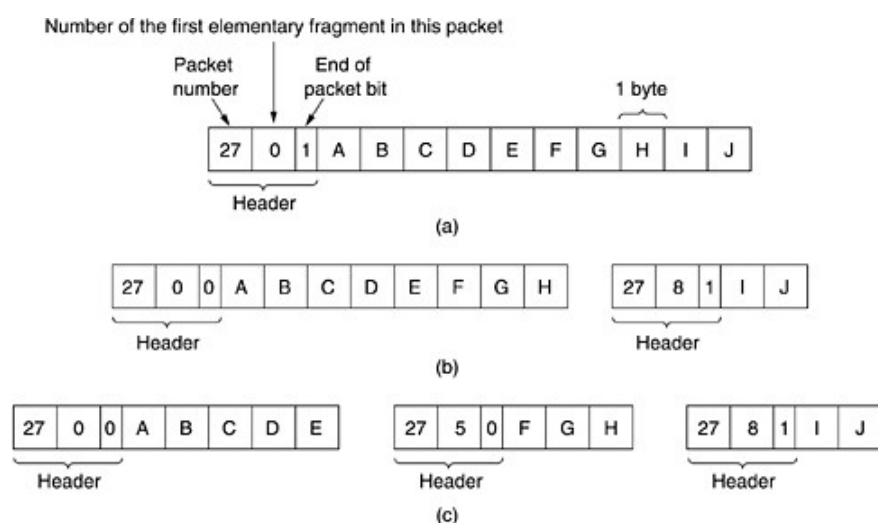 Number of the first elementary fragment in this packet
Packet number
End of packet bit
1 byte
27 0 1 A B C D E F G H I J
Header
(a)
27 0 0 A B C D E F G H
27 8 1 I J
Header
Header
(b)
27 0 0 A B C D E
27 5 0 F G H
27 8 1 I J
Header
Header
Header
(c)